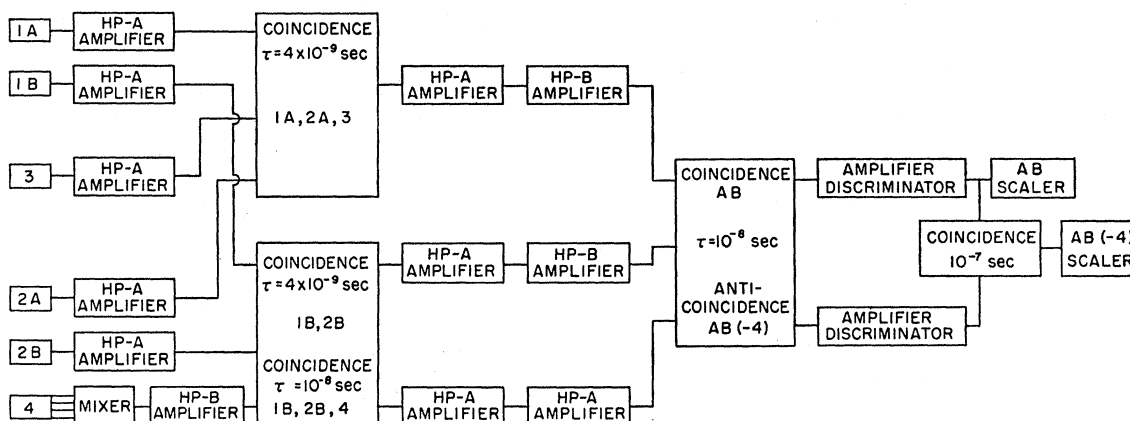 1A
HP-A
AMPLIFIER
1B
HP-A
AMPLIFIER
3
HP-A
AMPLIFIER
2A
HP-A
AMPLIFIER
2B
HP-A
AMPLIFIER
4
MIXER
HP-B
AMPLIFIER
COINCIDENCE
τ=4x10⁻⁹ sec
1A, 2A, 3
COINCIDENCE
τ=4x10⁻⁹ sec
1B, 2B
COINCIDENCE
τ =10⁻⁸ sec
1B, 2B, 4
HP-A
AMPLIFIER
HP-B
AMPLIFIER
HP-A
AMPLIFIER
HP-B
AMPLIFIER
HP-A
AMPLIFIER
HP-A
AMPLIFIER
COINCIDENCE
AB
τ=10⁻⁸ sec
ANTI-
COINCIDENCE
AB(-4)
AMPLIFIER
DISCRIMINATOR
AB
SCALER
COINCIDENCE
10⁻⁷ sec
AB(-4)
SCALER
AMPLIFIER
DISCRIMINATOR